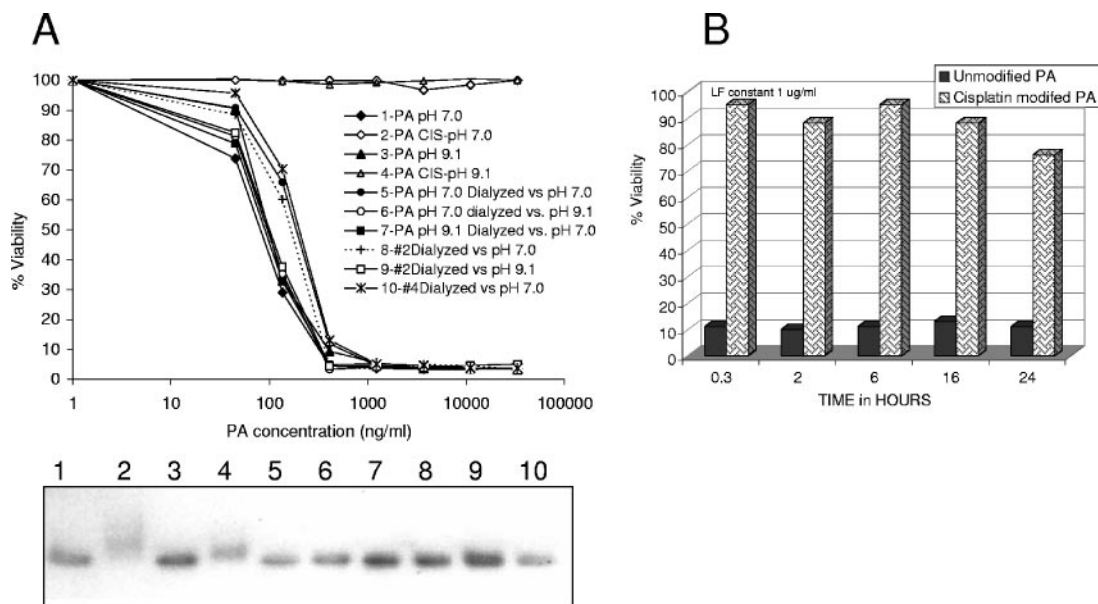 A
100
90
80
70
60
50
40
30
20
10
0
% Viability
1-PA pH 7.0
2-PA CIS-pH 7.0
3-PA pH 9.1
4-PA CIS-pH 9.1
5-PA pH 7.0 Dialyzed vs pH 7.0
6-PA pH 7.0 dialyzed vs. pH 9.1
7-PA pH 9.1 Dialyzed vs. pH 7.0
8-#2Dialyzed vs pH 7.0
9-#2Dialyzed vs pH 9.1
10-#4Dialyzed vs pH 7.0
1 10 100 1000 10000 100000
PA concentration (ng/ml)
1 2 3 4 5 6 7 8 9 10
B
Unmodified PA
Cisplatin modifed PA
LF constant 1 ug/ml
100
90
80
70
60
50
40
30
20
10
0
% Viability
0.3 2 6 16 24
TIME in HOURS